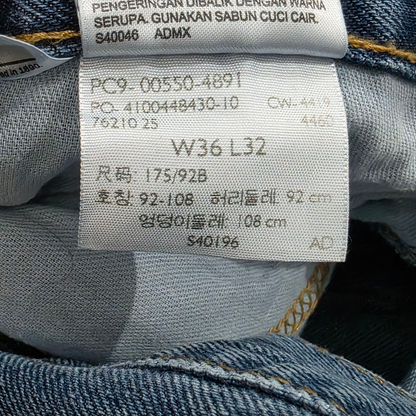 PENGERINGAN DIBALIK DENGAN WARNA
SERUPA. GUNAKAN SABUN CUCI CAIR.
S40046 ADMX
PC9- 00550-4891
PO- 4100448430-10 CW- 4419
76210 25 4460
W36 L32
尺码: 175/92B
호칭: 92-108 허리둘레: 92 cm
엉덩이둘레: 108 cm
S40196 AD